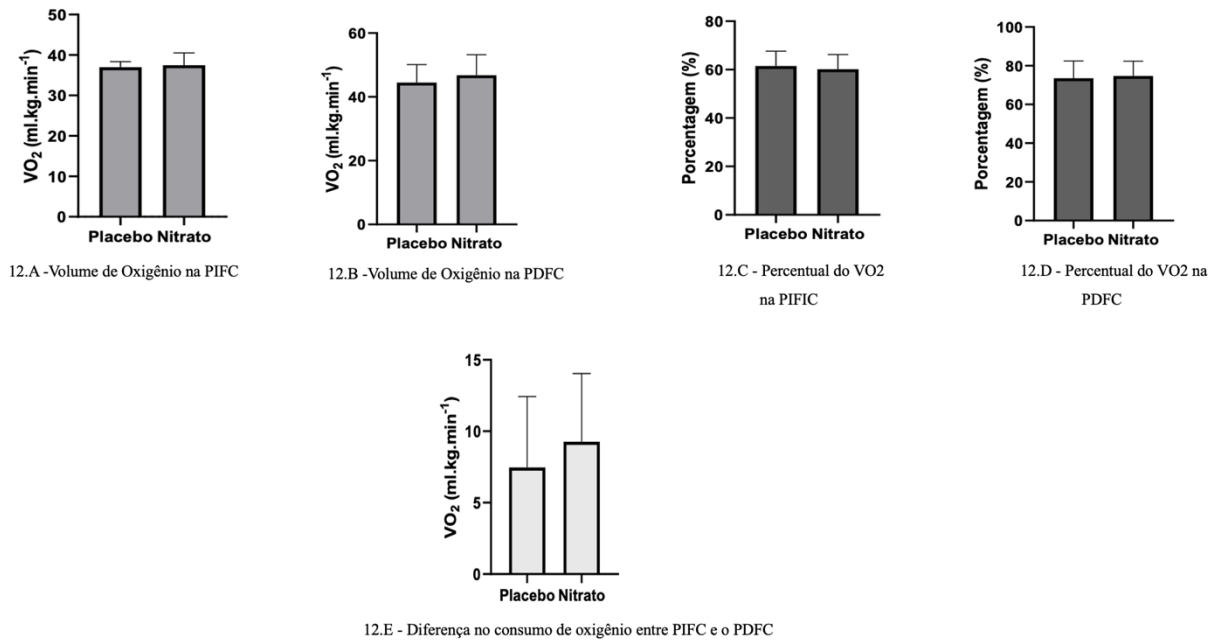 50
40
30
20
10
0
VO₂ (ml.kg.min⁻¹)
Placebo Nitrato
12.A -Volume de Oxigênio na PIFC
60
40
20
0
VO₂ (ml.kg.min⁻¹)
Placebo Nitrato
12.B -Volume de Oxigênio na PDFC
80
60
40
20
0
Porcentagem (%)
Placebo Nitrato
12.C - Percentual do VO2
na PIFIC
100
80
60
40
20
0
Porcentagem (%)
Placebo Nitrato
12.D - Percentual do VO2 na
PDFC
15
10
5
0
VO₂ (ml.kg.min⁻¹)
Placebo Nitrato
12.E - Diferença no consumo de oxigênio entre PIFC e o PDFC